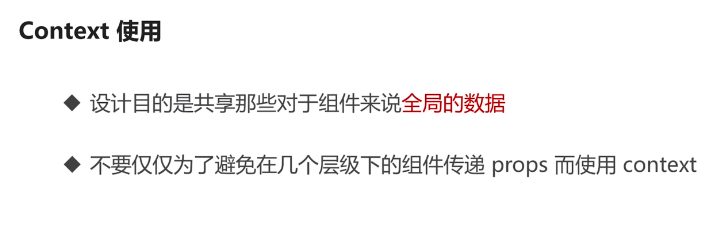 Context 使用
◆ 设计目的是共享那些对于组件来说全局的数据
◆ 不要仅仅为了避免在几个层级下的组件传递 props 而使用 context